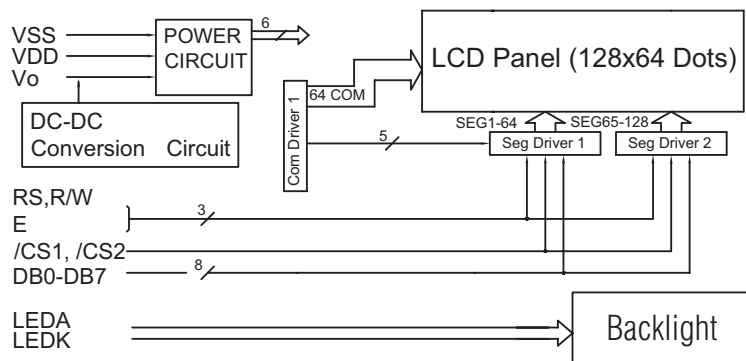 VSS
VDD
Vo
POWER
CIRCUIT
6
DC-DC
Conversion Circuit
LCD Panel (128x64 Dots)
64 COM
Com Driver 1
SEG1-64
SEG65-128
5
Seg Driver 1
Seg Driver 2
RS,R/W
E
3
/CS1, /CS2
DB0-DB7
8
LEDA
LEDK
Backlight